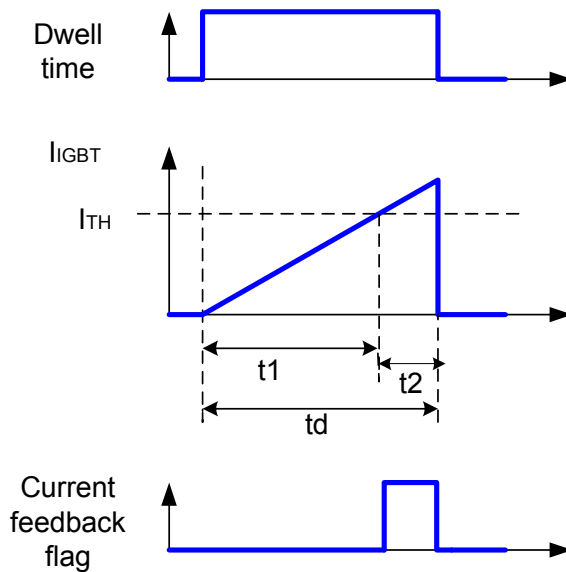 Dwell
time
IIGBT
ITH
t1
t2
td
Current
feedback
flag